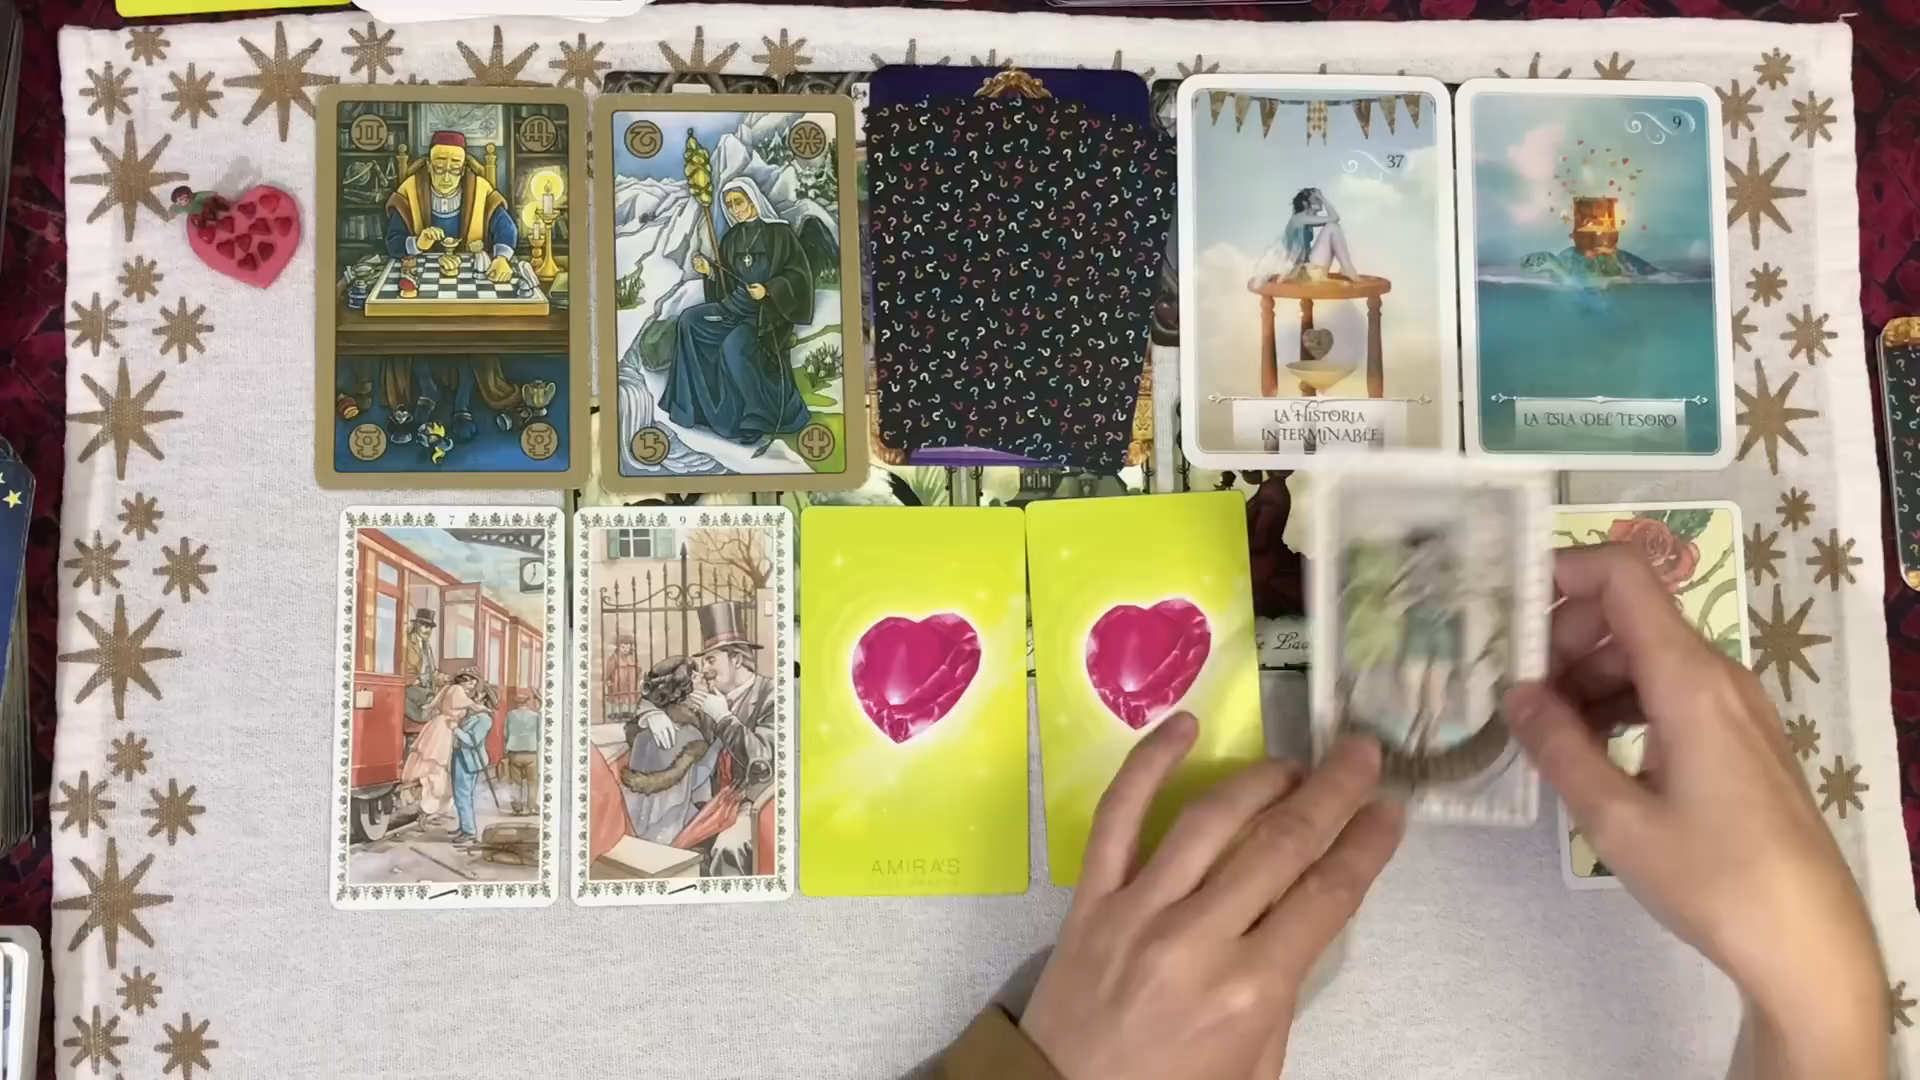 37
LA HISTORIA
INTERMINABLE
9
LA ISLA DEL TESORO
7
9
AMIRA'S